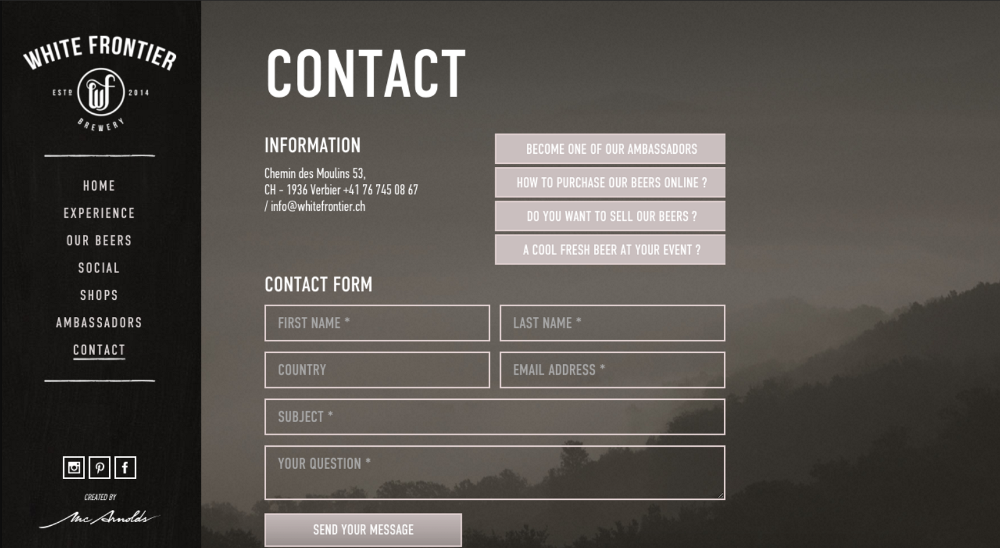 WHITE FRONTIER
ESTD 2014
wf
BREWERY
HOME
EXPERIENCE
OUR BEERS
SOCIAL
SHOPS
AMBASSADORS
CONTACT
CREATED BY
Mc Arnolds
CONTACT
INFORMATION
Chemin des Moulins 53,
CH - 1936 Verbier +41 76 745 08 67
/ info@whitefrontier.ch
BECOME ONE OF OUR AMBASSADORS
HOW TO PURCHASE OUR BEERS ONLINE ?
DO YOU WANT TO SELL OUR BEERS ?
A COOL FRESH BEER AT YOUR EVENT ?
CONTACT FORM
FIRST NAME *
LAST NAME *
COUNTRY
EMAIL ADDRESS *
SUBJECT *
YOUR QUESTION *
SEND YOUR MESSAGE